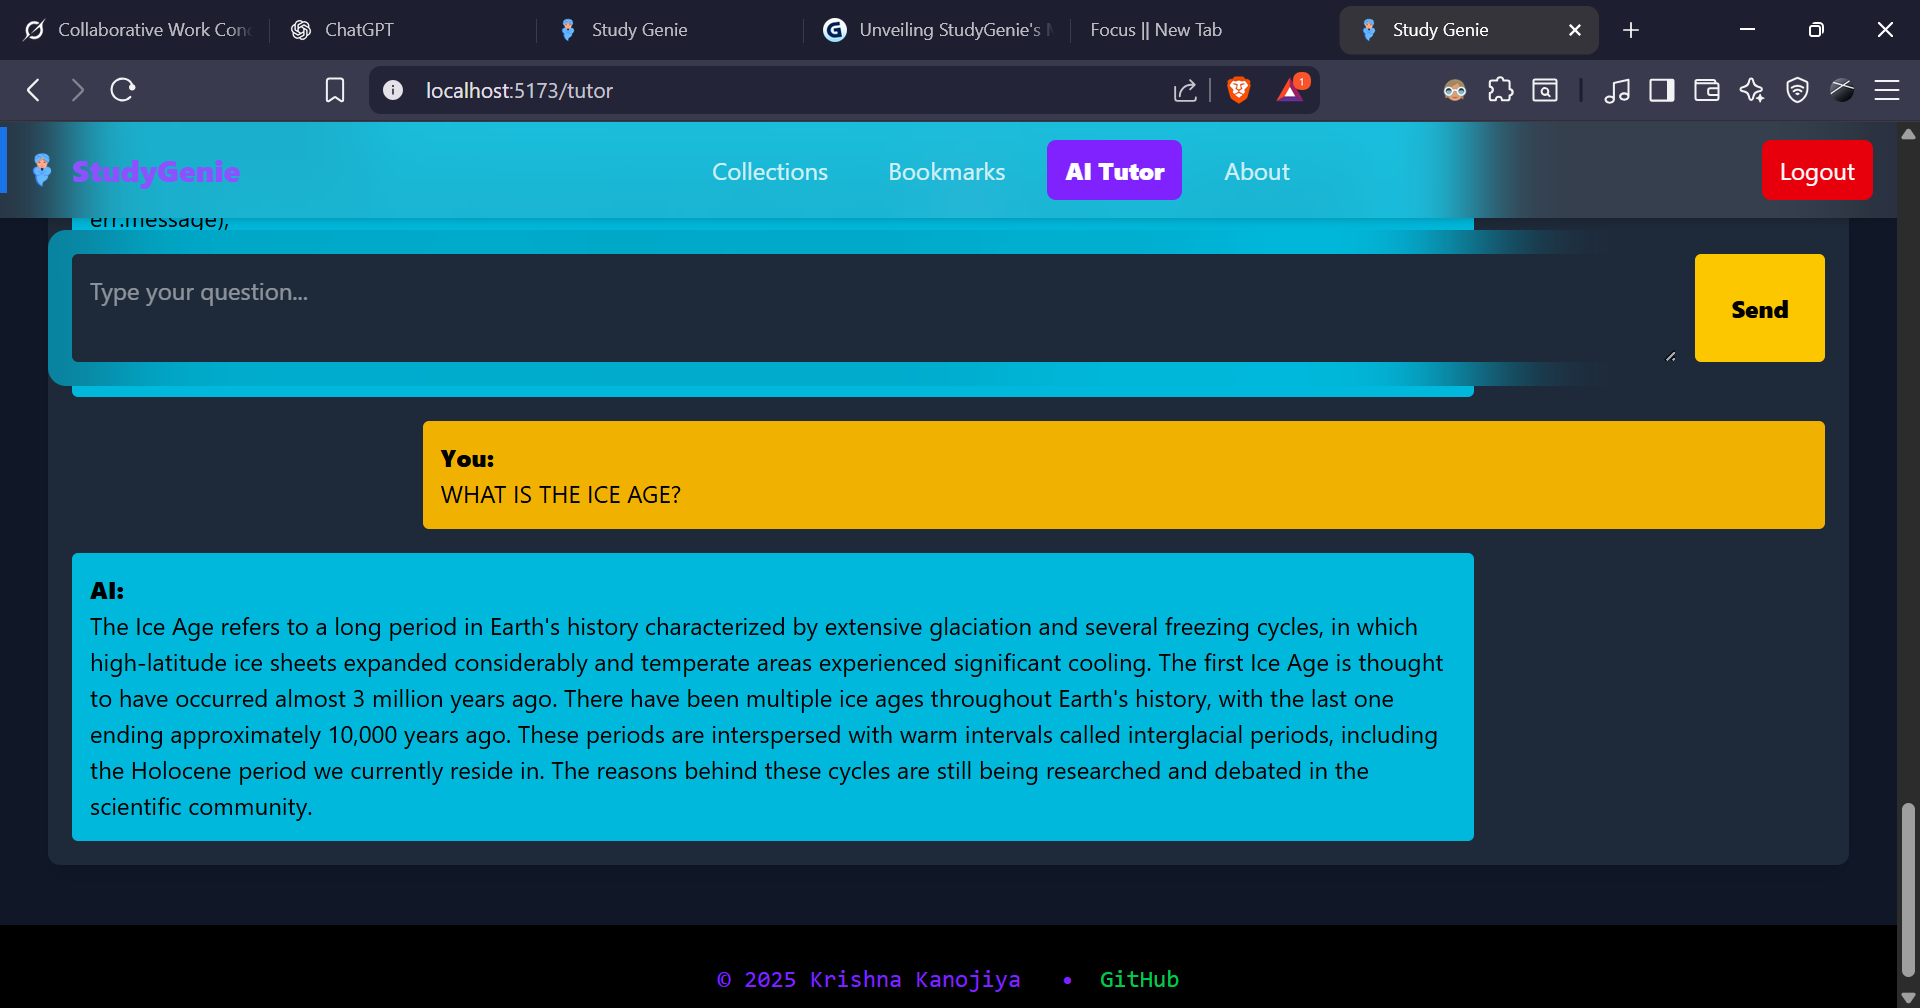 Collaborative Work Con
ChatGPT
Study Genie
Unveiling StudyGenie's
Focus || New Tab
Study Genie
localhost:5173/tutor
1
StudyGenie
Collections
Bookmarks
AI Tutor
About
Logout
err.message),
Type your question...
Send
You:
WHAT IS THE ICE AGE?
AI:
The Ice Age refers to a long period in Earth's history characterized by extensive glaciation and several freezing cycles, in which
high-latitude ice sheets expanded considerably and temperate areas experienced significant cooling. The first Ice Age is thought
to have occurred almost 3 million years ago. There have been multiple ice ages throughout Earth's history, with the last one
ending approximately 10,000 years ago. These periods are interspersed with warm intervals called interglacial periods, including
the Holocene period we currently reside in. The reasons behind these cycles are still being researched and debated in the
scientific community.
© 2025 Krishna Kanojiya • GitHub